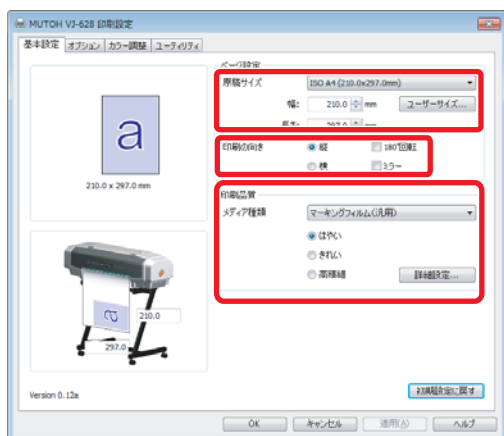 MUTOH VJ-628 印刷設定
基本設定 オプション カラー調整 ユーティリティ
ページ設定
原稿サイズ ISO A4 (210.0x297.0mm)
幅: 210.0 mm ユーザーサイズ...
長さ: 297.0 mm
印刷の向き 縦 180°回転
横 ミラー
a
210.0 x 297.0 mm
印刷品質
メディア種類 マーキングフィルム(汎用)
はやい
きれい
高精細 詳細設定...
a
210.0
297.0
Version 0.12a
初期設定に戻す
OK キャンセル 適用(A) ヘルプ